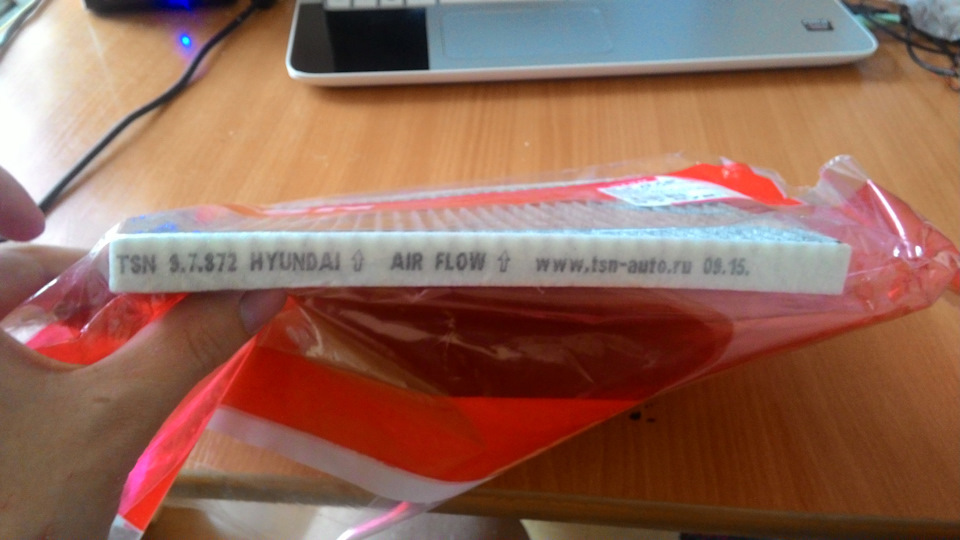 TSN 9.7.872 HYUNDAI ⇧ AIR FLOW ⇧ www.tsn-auto.ru 09.15.